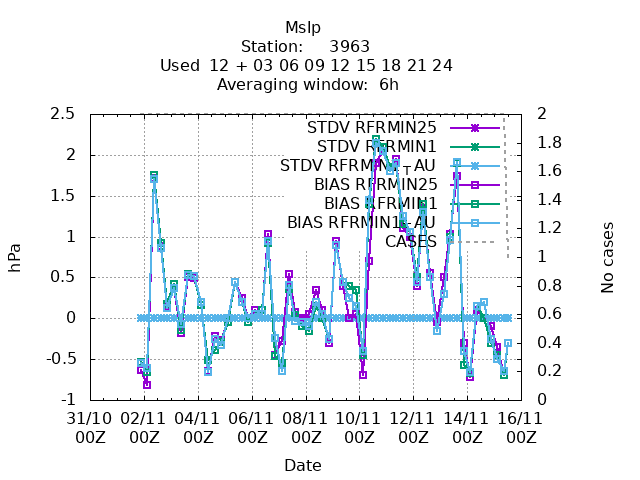 Mslp
Station: 3963
Used 12 + 03 06 09 12 15 18 21 24
Averaging window: 6h
2.5
2
1.5
1
0.5
0
-0.5
-1
hPa
STDV RFRMIN25
STDV RFRMIN1
STDV RFRMIN1_T_AU
BIAS RFRMIN25
BIAS RFRMIN1
BIAS RFRMIN1_T_AU
CASES
2
1.8
1.6
1.4
1.2
1
0.8
0.6
0.4
0.2
0
No cases
31/10 02/11 04/11 06/11 08/11 10/11 12/11 14/11 16/11
00Z 00Z 00Z 00Z 00Z 00Z 00Z 00Z 00Z
Date